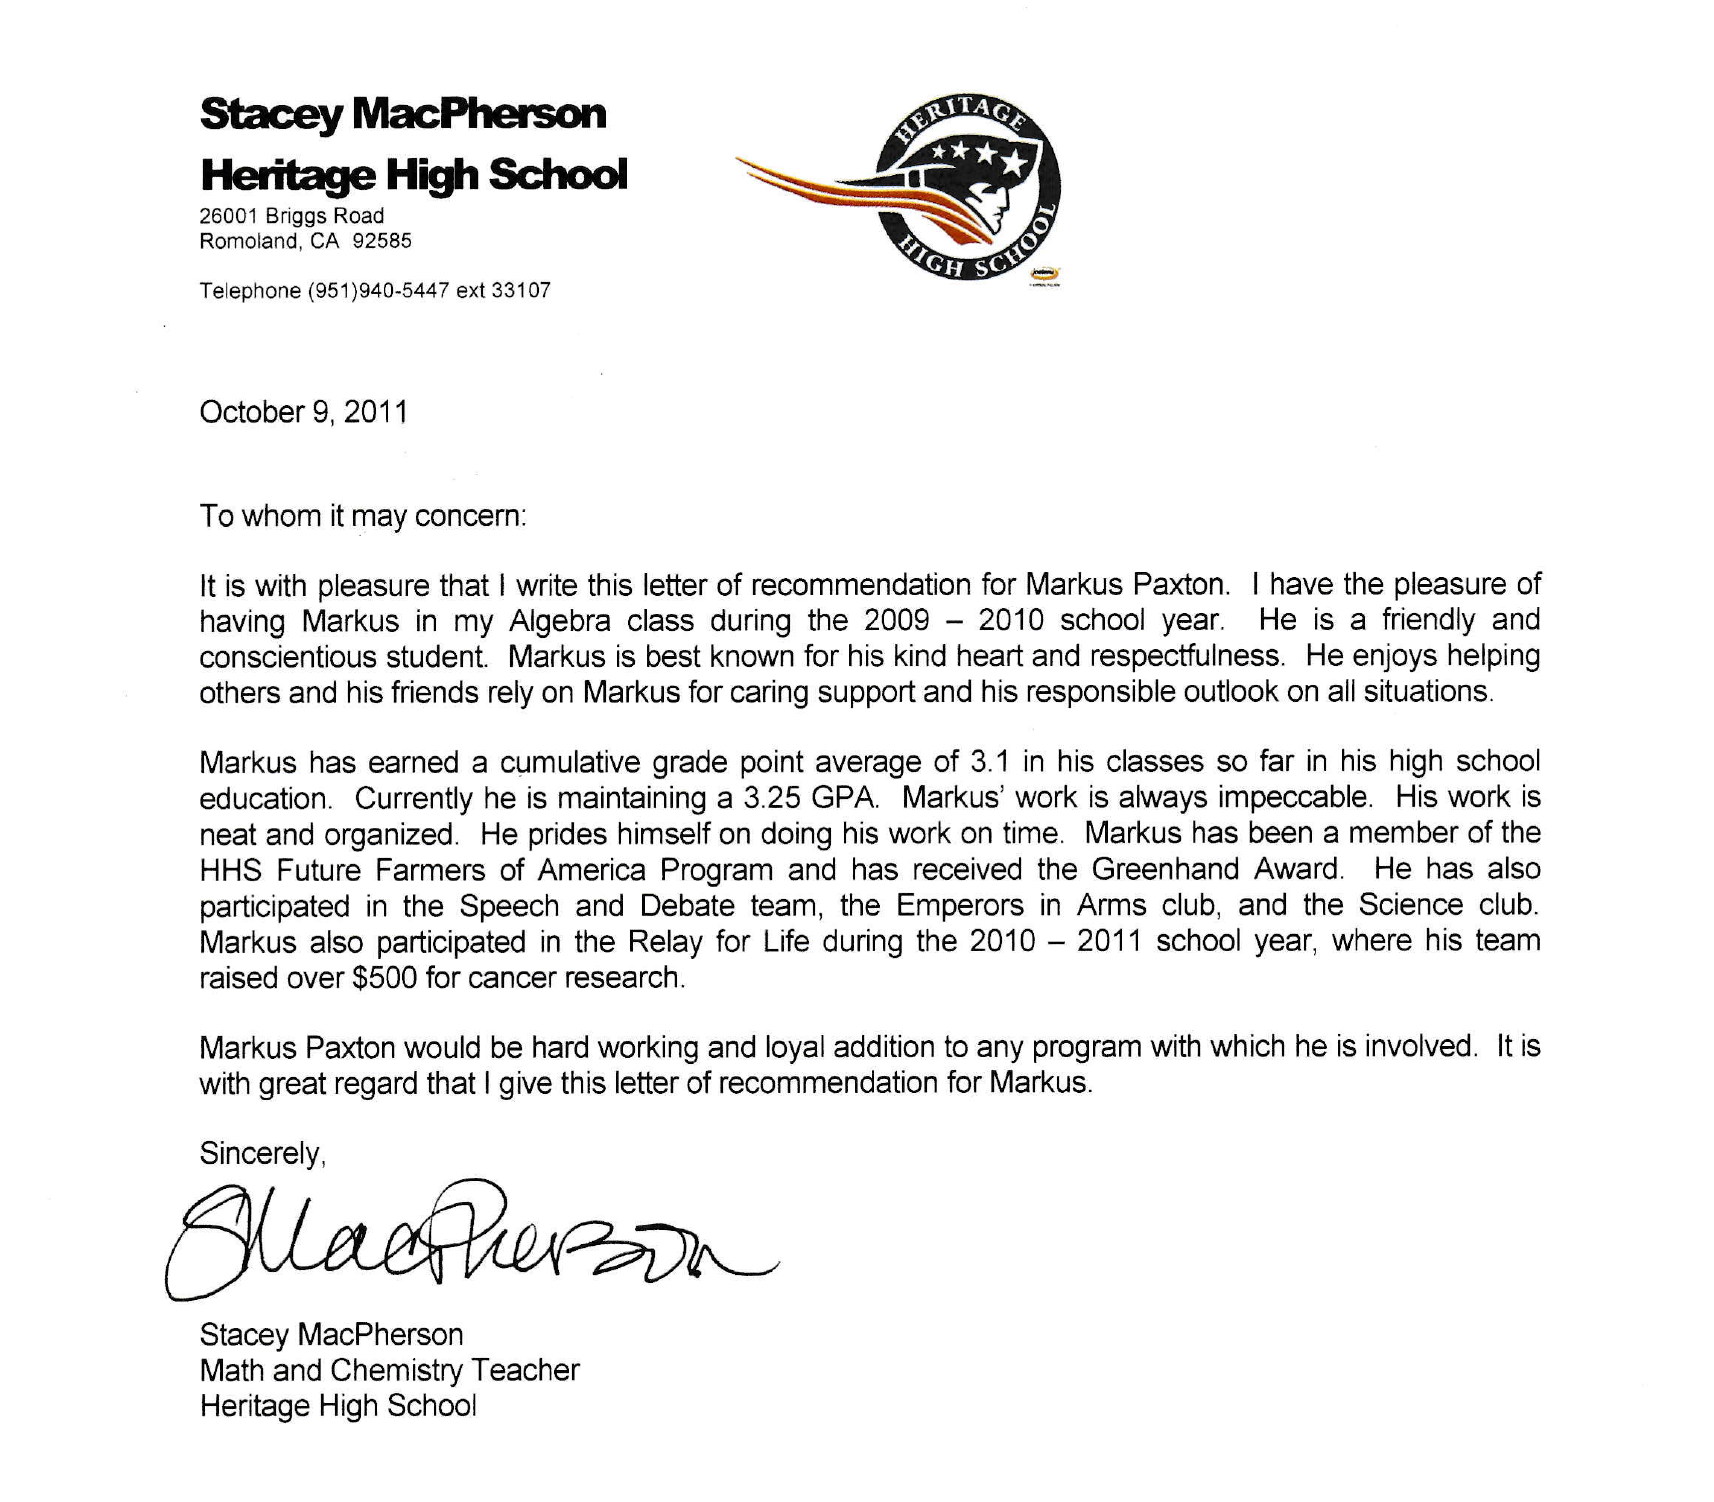 Stacey MacPherson
Heritage High School
26001 Briggs Road
Romoland, CA  92585
Telephone (951)940-5447 ext 33107
HERITAGE
HIGH SCHOOL
October 9, 2011
To whom it may concern:
It is with pleasure that I write this letter of recommendation for Markus Paxton.  I have the pleasure of
having Markus in my Algebra class during the 2009 – 2010 school year.  He is a friendly and
conscientious student.  Markus is best known for his kind heart and respectfulness.  He enjoys helping
others and his friends rely on Markus for caring support and his responsible outlook on all situations.
Markus has earned a cumulative grade point average of 3.1 in his classes so far in his high school
education.  Currently he is maintaining a 3.25 GPA.  Markus’ work is always impeccable.  His work is
neat and organized.  He prides himself on doing his work on time.  Markus has been a member of the
HHS Future Farmers of America Program and has received the Greenhand Award.  He has also
participated in the Speech and Debate team, the Emperors in Arms club, and the Science club.
Markus also participated in the Relay for Life during the 2010 – 2011 school year, where his team
raised over $500 for cancer research.
Markus Paxton would be hard working and loyal addition to any program with which he is involved.  It is
with great regard that I give this letter of recommendation for Markus.
Sincerely,
SMacPherson
Stacey MacPherson
Math and Chemistry Teacher
Heritage High School